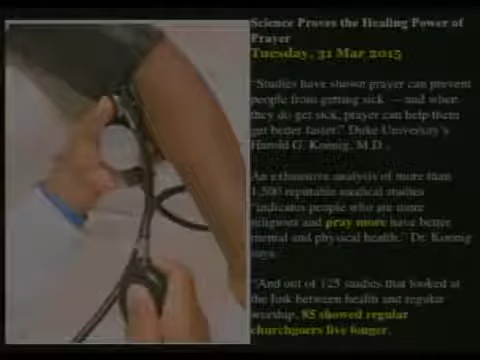 Science Proves the Healing Power of
Prayer
Tuesday, 31 Mar 2015
"Studies have shown prayer can prevent
people from getting sick — and when
they do get sick, prayer can help them
get better faster." Duke University's
Harold G. Koenig, M.D.,
An exhaustive analysis of more than
1,500 reputable medical studies
"indicates people who are more
religious and pray more have better
mental and physical health," Dr. Koenig
says.
"And out of 125 studies that looked at
the link between health and regular
worship, 85 showed regular
churchgoers live longer.